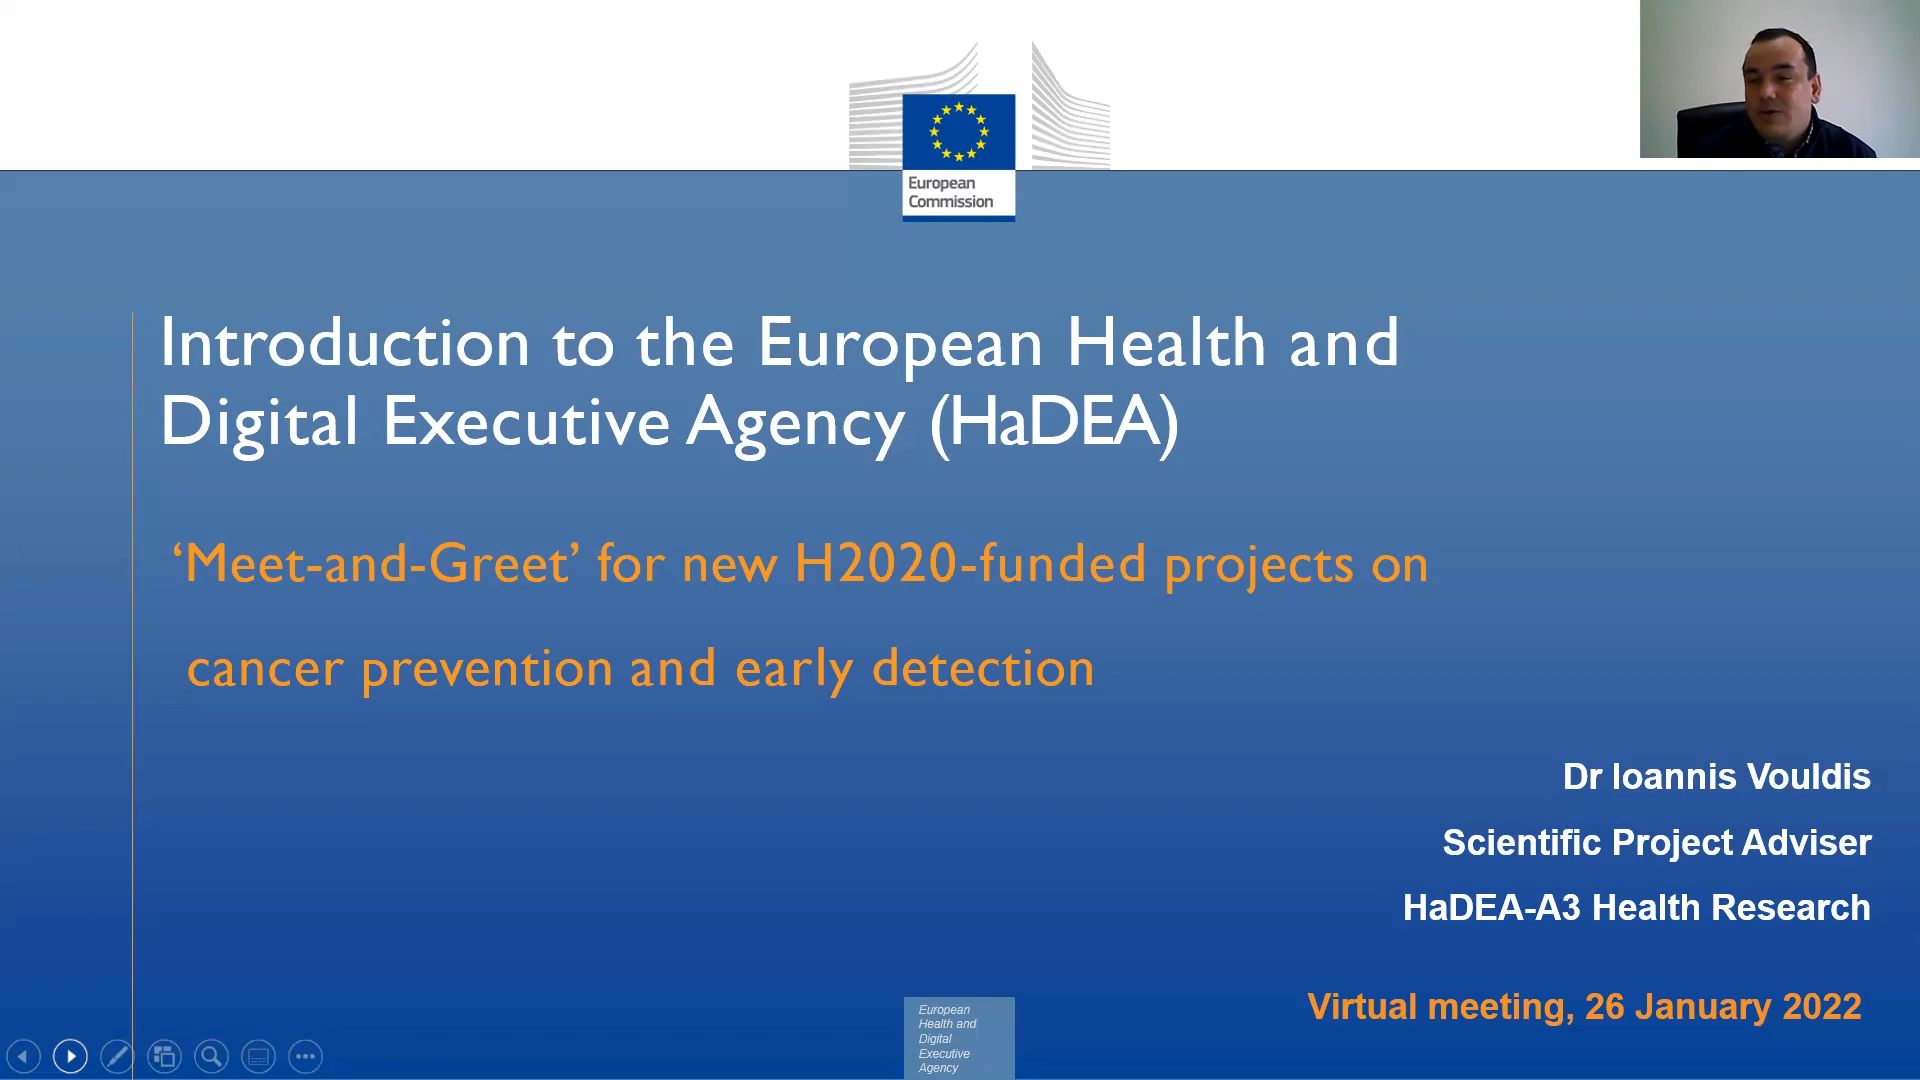 European
Commission
Introduction to the European Health and
Digital Executive Agency (HaDEA)
‘Meet-and-Greet’ for new H2020-funded projects on
cancer prevention and early detection
Dr Ioannis Vouldis
Scientific Project Adviser
HaDEA-A3 Health Research
Virtual meeting, 26 January 2022
European
Health and
Digital
Executive
Agency